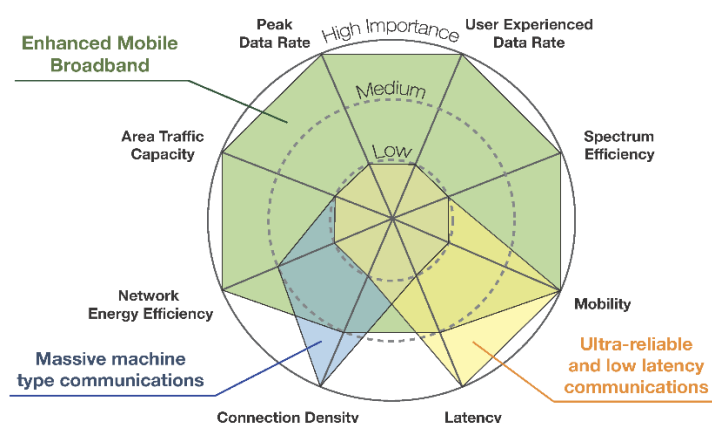 Peak
Data Rate
High Importance
User Experienced
Data Rate
Enhanced Mobile
Broadband
Medium
Area Traffic
Capacity
Low
Spectrum
Efficiency
Network
Energy Efficiency
Mobility
Massive machine
type communications
Ultra-reliable
and low latency
communications
Connection Density
Latency